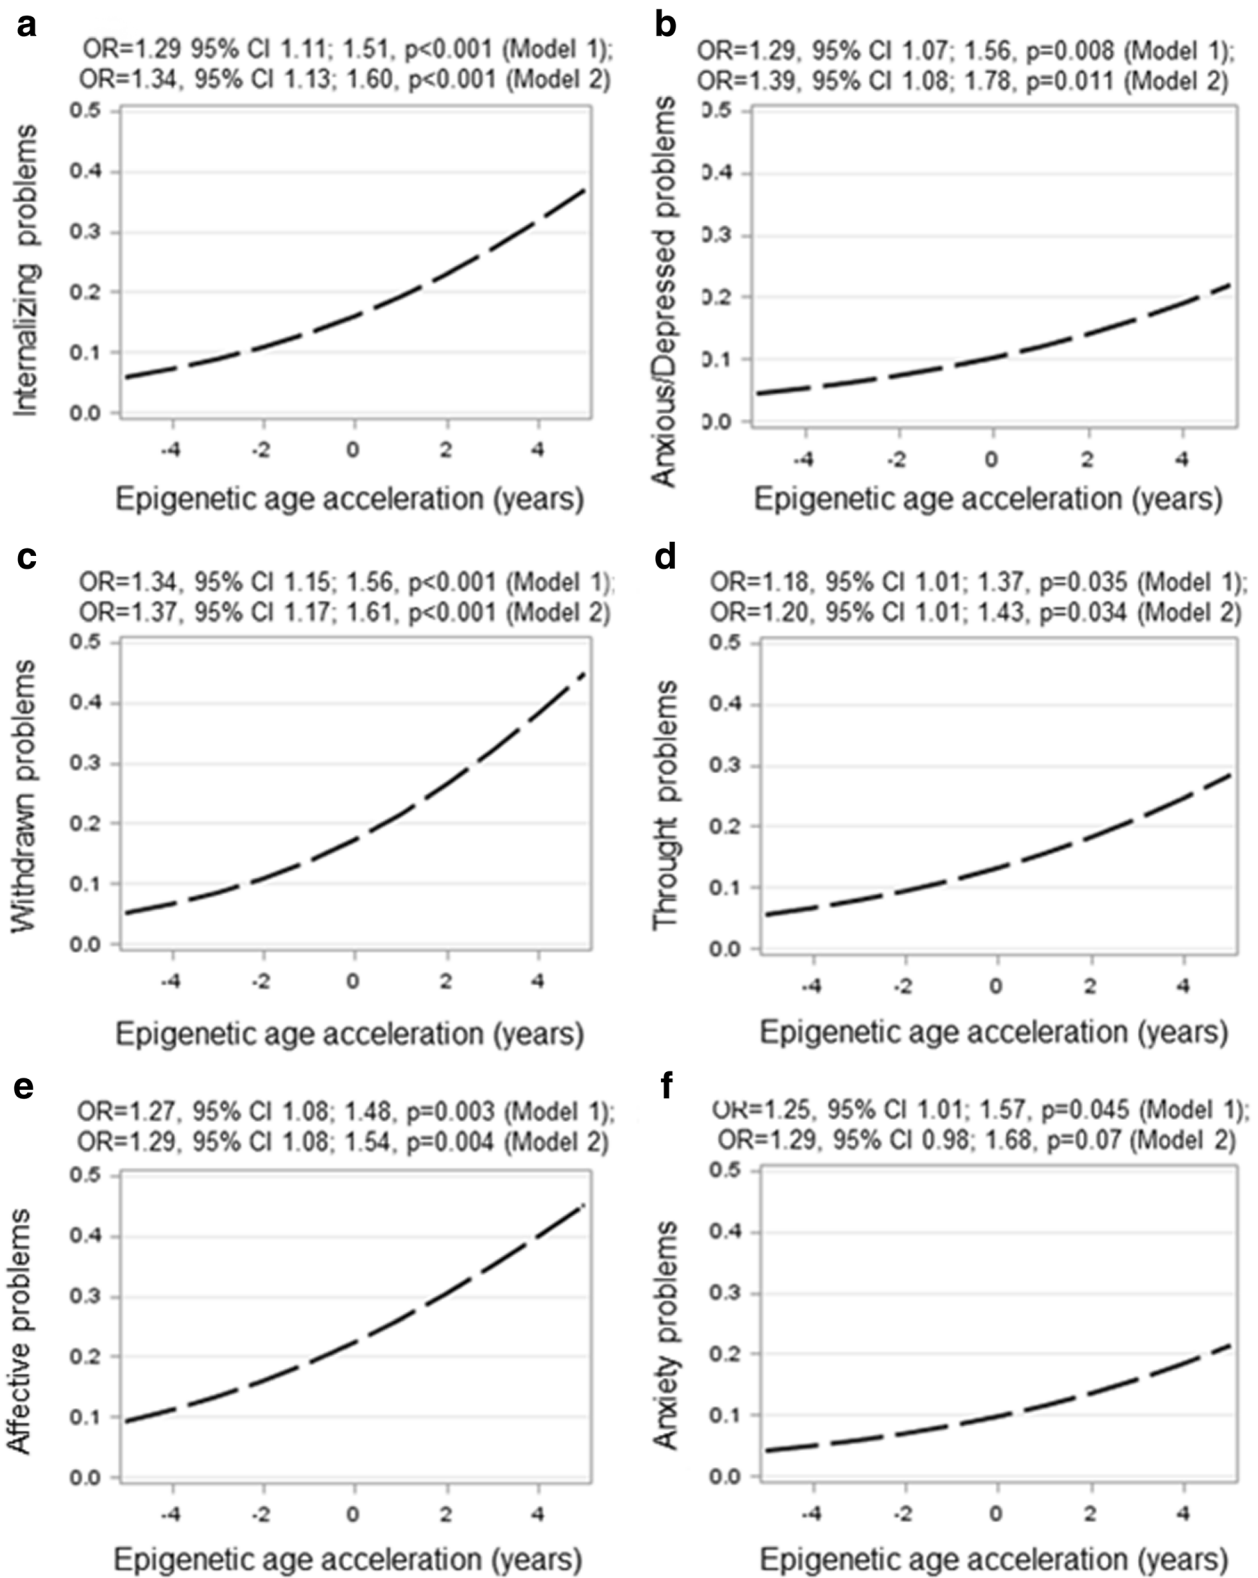 a
OR=1.29 95% CI 1.11; 1.51, p<0.001 (Model 1);
OR=1.34, 95% CI 1.13; 1.60, p<0.001 (Model 2)
Internalizing problems
0.5
0.4
0.3
0.2
0.1
0.0
-4 -2 0 2 4
Epigenetic age acceleration (years)
b
OR=1.29, 95% CI 1.07; 1.56, p=0.008 (Model 1);
OR=1.39, 95% CI 1.08; 1.78, p=0.011 (Model 2)
Anxious/Depressed problems
0.5
0.4
0.3
0.2
0.1
0.0
-4 -2 0 2 4
Epigenetic age acceleration (years)
c
OR=1.34, 95% CI 1.15; 1.56, p<0.001 (Model 1);
OR=1.37, 95% CI 1.17; 1.61, p<0.001 (Model 2)
Withdrawn problems
0.5
0.4
0.3
0.2
0.1
0.0
-4 -2 0 2 4
Epigenetic age acceleration (years)
d
OR=1.18, 95% CI 1.01; 1.37, p=0.035 (Model 1);
OR=1.20, 95% CI 1.01; 1.43, p=0.034 (Model 2)
Throught problems
0.5
0.4
0.3
0.2
0.1
0.0
-4 -2 0 2 4
Epigenetic age acceleration (years)
e
OR=1.27, 95% CI 1.08; 1.48, p=0.003 (Model 1);
OR=1.29, 95% CI 1.08; 1.54, p=0.004 (Model 2)
Affective problems
0.5
0.4
0.3
0.2
0.1
0.0
-4 -2 0 2 4
Epigenetic age acceleration (years)
f
OR=1.25, 95% CI 1.01; 1.57, p=0.045 (Model 1);
OR=1.29, 95% CI 0.98; 1.68, p=0.07 (Model 2)
Anxiety problems
0.5
0.4
0.3
0.2
0.1
0.0
-4 -2 0 2 4
Epigenetic age acceleration (years)